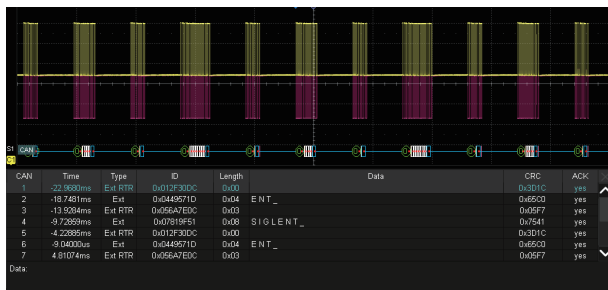 S1 CAN
C1
CAN Time Type ID Length Data CRC ACK
1 -22.9680ms Ext RTR 0x012F30DC 0x00 0x3D1C yes
2 -18.7481ms Ext 0x0449571D 0x04 E N T _ 0x65C0 yes
3 -13.9284ms Ext RTR 0x056A7E0C 0x03 0x05F7 yes
4 -9.72859ms Ext 0x07819F51 0x08 S I G L E N T _ 0x7541 yes
5 -4.22885ms Ext RTR 0x012F30DC 0x00 0x3D1C yes
6 -9.04000us Ext 0x0449571D 0x04 E N T _ 0x65C0 yes
7 4.81074ms Ext RTR 0x056A7E0C 0x03 0x05F7 yes
Data: